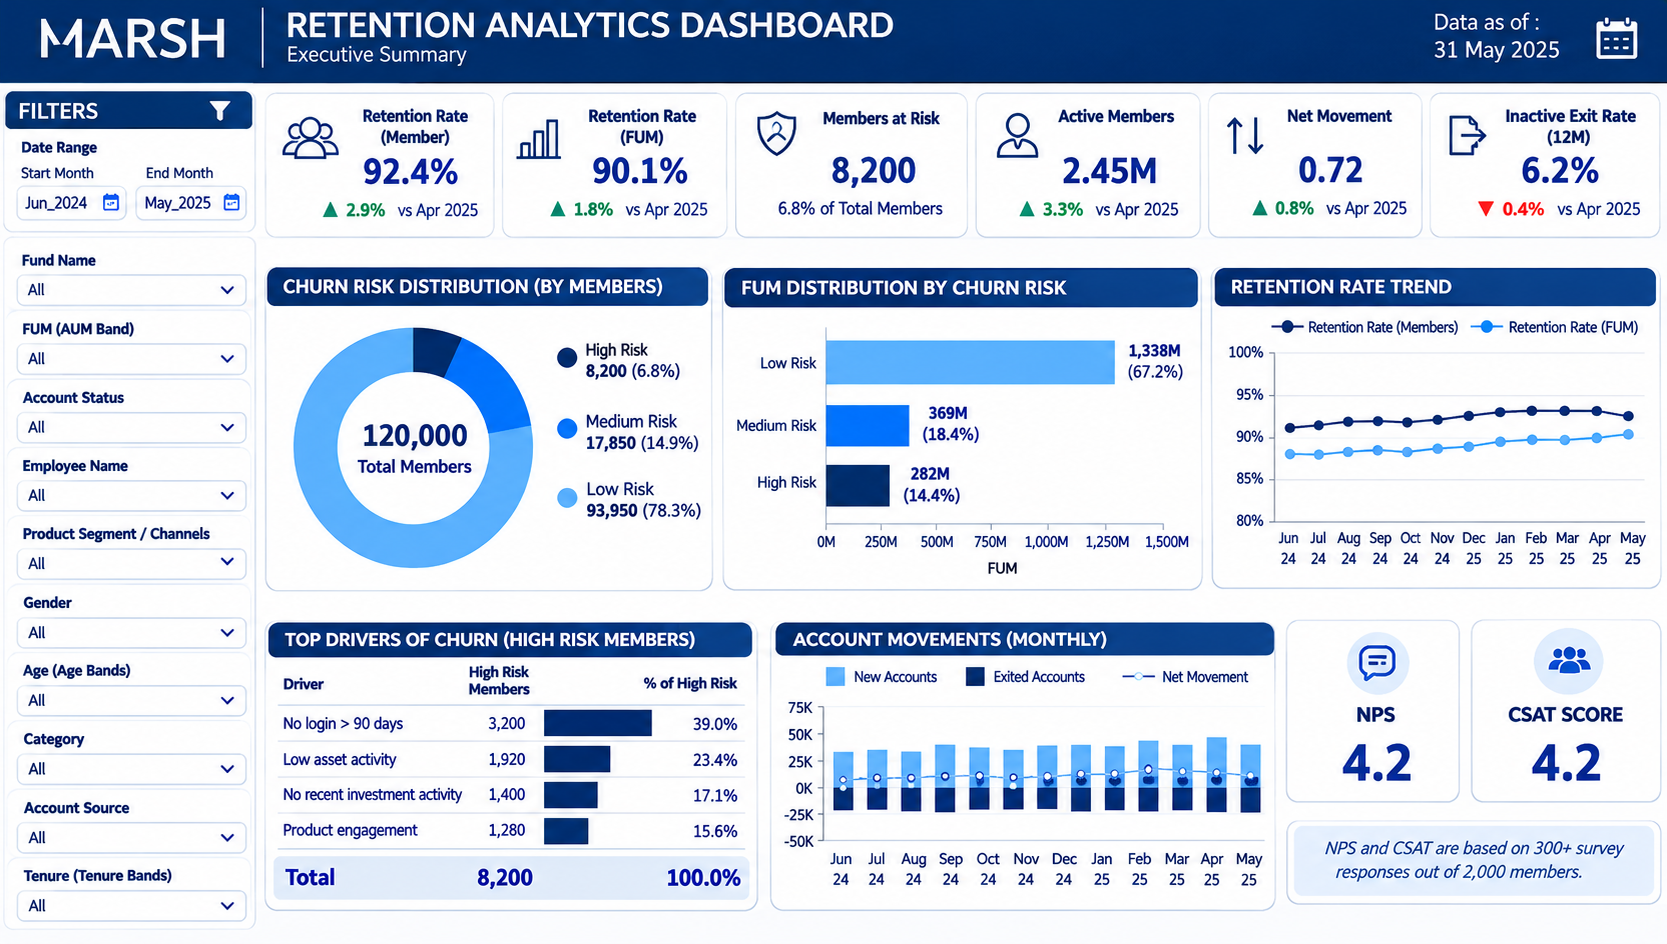 MARSH
RETENTION ANALYTICS DASHBOARD
Executive Summary
Data as of :
31 May 2025
FILTERS
Date Range
Start Month End Month
Jun_2024 May_2025
Fund Name
All
FUM (AUM Band)
All
Account Status
All
Employee Name
All
Product Segment / Channels
All
Gender
All
Age (Age Bands)
All
Category
All
Account Source
All
Tenure (Tenure Bands)
All
Retention Rate
(Member)
92.4%
▲ 2.9% vs Apr 2025
Retention Rate
(FUM)
90.1%
▲ 1.8% vs Apr 2025
Members at Risk
8,200
6.8% of Total Members
Active Members
2.45M
▲ 3.3% vs Apr 2025
Net Movement
0.72
▲ 0.8% vs Apr 2025
Inactive Exit Rate
(12M)
6.2%
▼ 0.4% vs Apr 2025
CHURN RISK DISTRIBUTION (BY MEMBERS)
120,000
Total Members
High Risk
8,200 (6.8%)
Medium Risk
17,850 (14.9%)
Low Risk
93,950 (78.3%)
FUM DISTRIBUTION BY CHURN RISK
Low Risk
1,338M
(67.2%)
Medium Risk
369M
(18.4%)
High Risk
282M
(14.4%)
0M 250M 500M 750M 1,000M 1,250M 1,500M
FUM
RETENTION RATE TREND
Retention Rate (Members) Retention Rate (FUM)
100%
95%
90%
85%
80%
Jun Jul Aug Sep Oct Nov Dec Jan Feb Mar Apr May
24 24 24 24 24 24 24 25 25 25 25 25
TOP DRIVERS OF CHURN (HIGH RISK MEMBERS)
Driver High Risk Members % of High Risk
No login > 90 days 3,200 39.0%
Low asset activity 1,920 23.4%
No recent investment activity 1,400 17.1%
Product engagement 1,280 15.6%
Total 8,200 100.0%
ACCOUNT MOVEMENTS (MONTHLY)
New Accounts Exited Accounts Net Movement
75K
50K
25K
0K
-25K
-50K
Jun Jul Aug Sep Oct Nov Dec Jan Feb Mar Apr May
24 24 24 24 24 24 24 25 25 25 25 25
NPS
4.2
CSAT SCORE
4.2
NPS and CSAT are based on 300+ survey
responses out of 2,000 members.